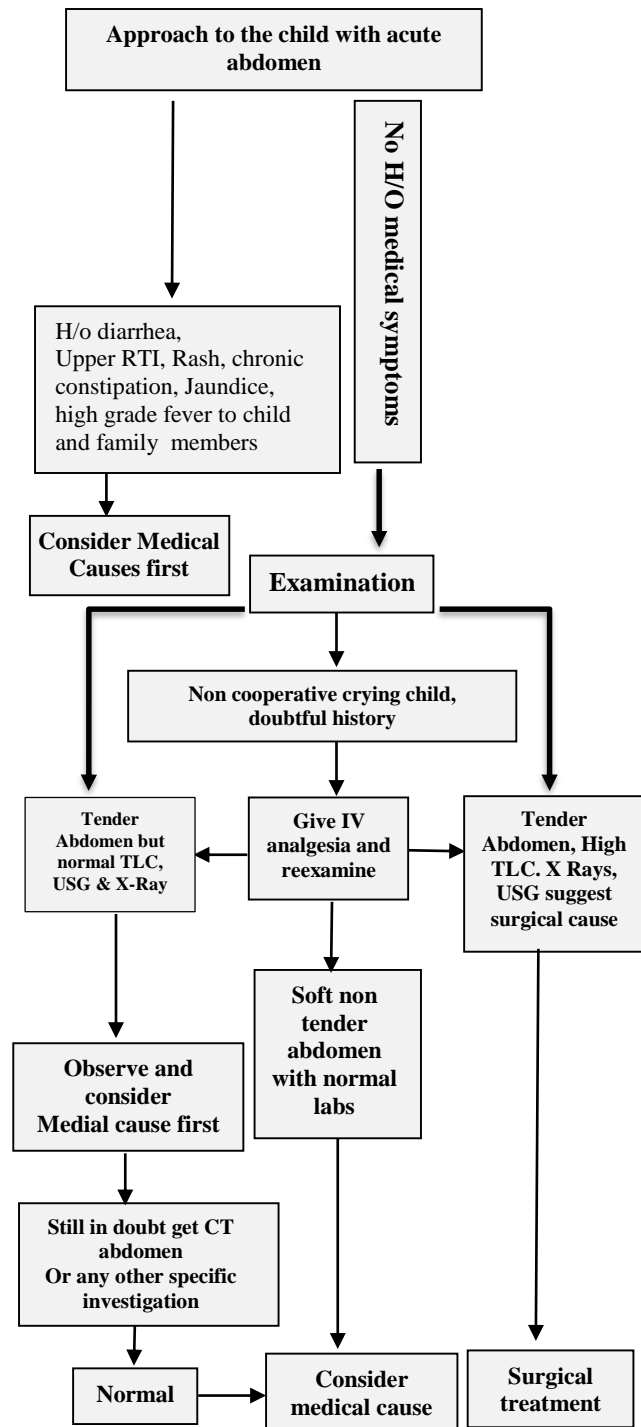 Approach to the child with acute
abdomen
No H/O medical symptoms
H/o diarrhea,
Upper RTI, Rash, chronic
constipation, Jaundice,
high grade fever to child
and family members
Consider Medical
Causes first
Examination
Non cooperative crying child,
doubtful history
Tender
Abdomen but
normal TLC,
USG & X-Ray
Give IV
analgesia and
reexamine
Tender
Abdomen, High
TLC. X Rays,
USG suggest
surgical cause
Soft non
tender
abdomen
with normal
labs
Observe and
consider
Medial cause first
Still in doubt get CT
abdomen
Or any other specific
investigation
Normal
Consider
medical cause
Surgical
treatment